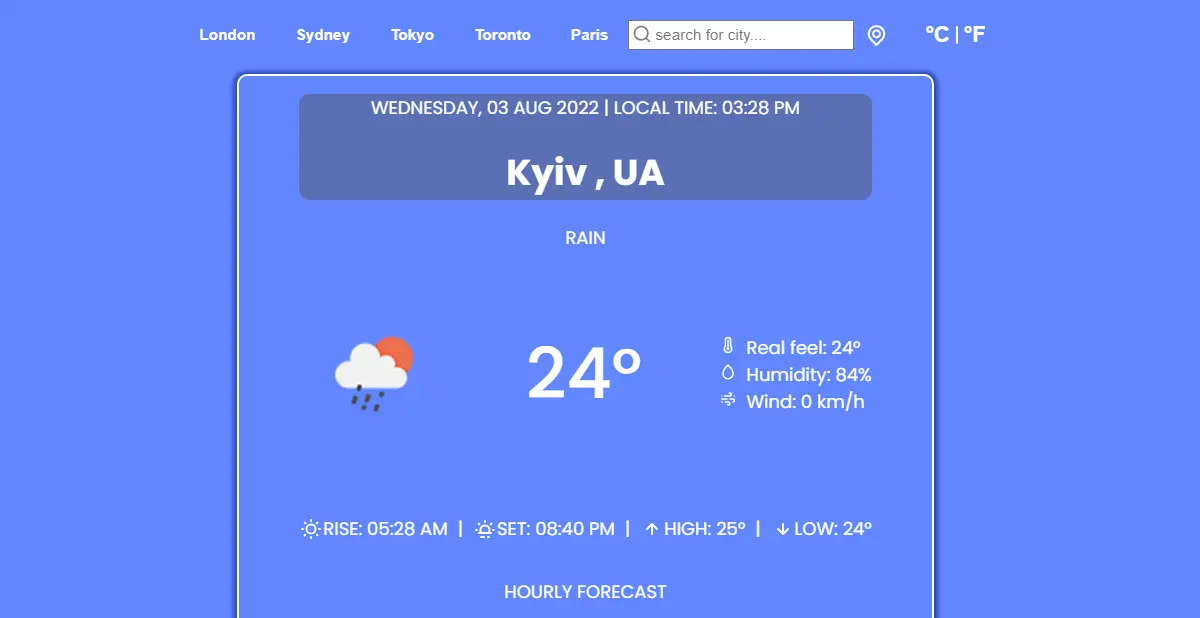 London Sydney Tokyo Toronto Paris search for city.... °C | °F
WEDNESDAY, 03 AUG 2022 | LOCAL TIME: 03:28 PM
Kyiv , UA
RAIN
24°
Real feel: 24°
Humidity: 84%
Wind: 0 km/h
RISE: 05:28 AM | SET: 08:40 PM | HIGH: 25° | LOW: 24°
HOURLY FORECAST